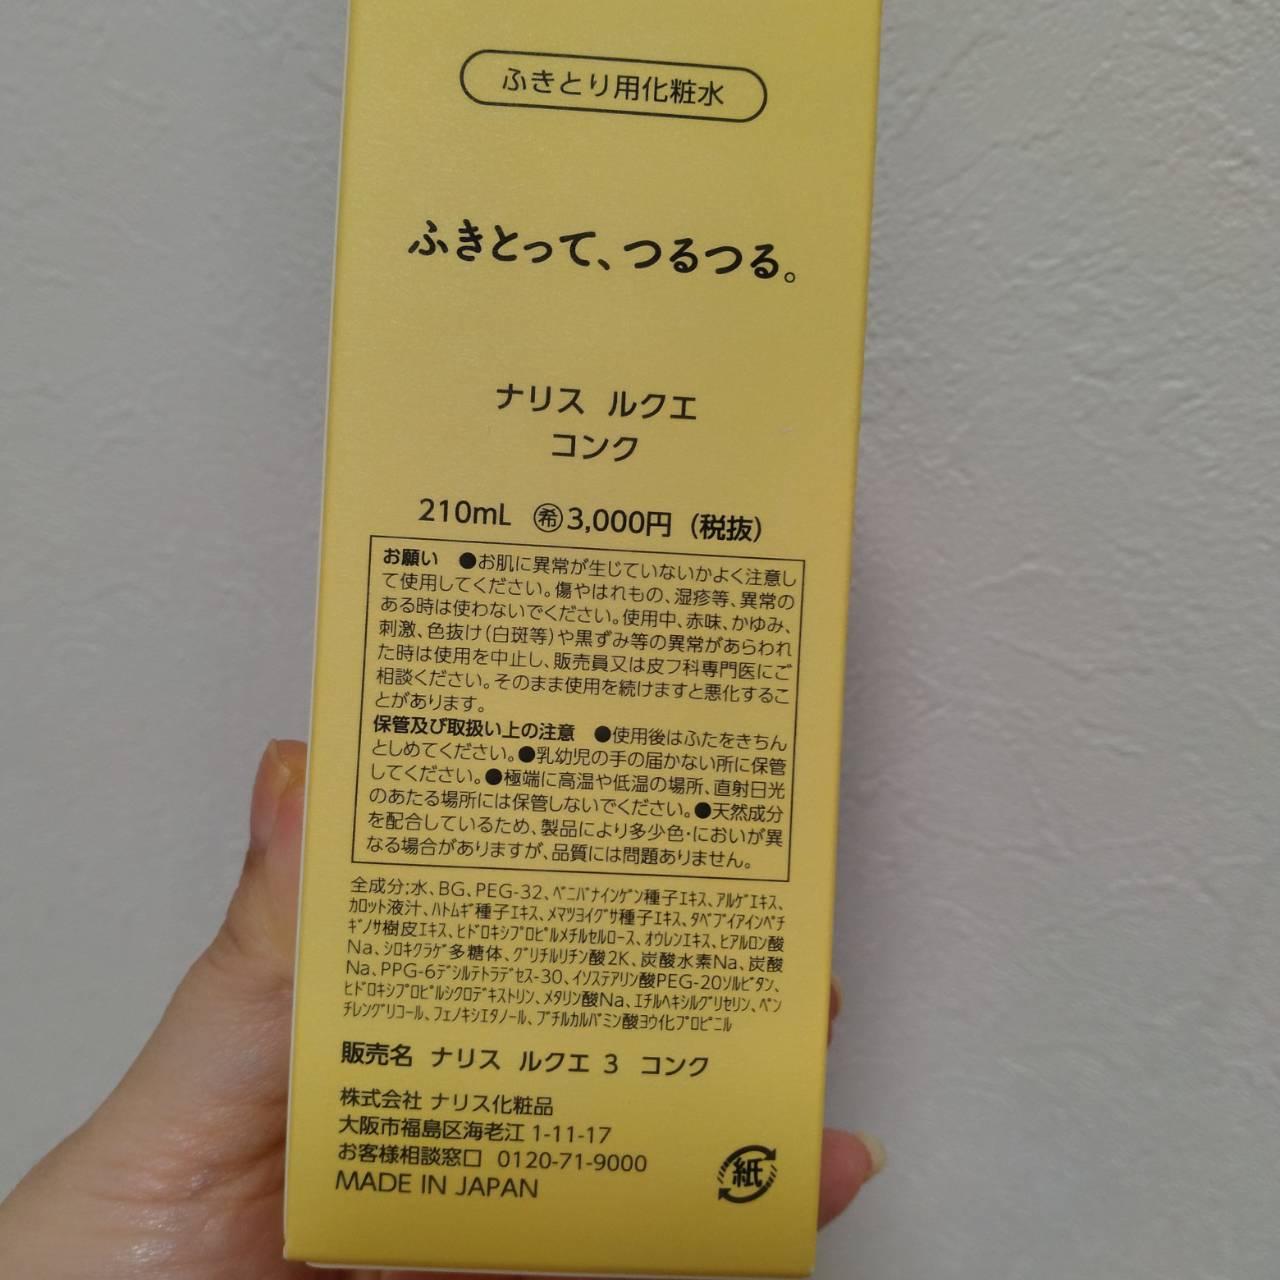 ふきとり用化粧水
ふきとって、つるつる。
ナリス ルクエ
コンク
210mL ㊝3,000円(税抜)
お願い ●お肌に異常が生じていないかよく注意し
て使用してください。傷やはれもの、湿疹等、異常の
ある時は使わないでください。使用中、赤味、かゆみ、
刺激、色抜け(白斑等)や黒ずみ等の異常があらわれ
た時は使用を中止し、販売員又は皮フ科専門医にご
相談ください。そのまま使用を続けますと悪化するこ
とがあります。
保管及び取扱い上の注意 ●使用後はふたをきちん
としめてください。●乳幼児の手の届かない所に保管
してください。●極端に高温や低温の場所、直射日光
のあたる場所には保管しないでください。●天然成分
を配合しているため、製品により多少色・においが異
なる場合がありますが、品質には問題ありません。
全成分;水、BG、PEG-32、ベニバナインゲン種子エキス、アルゲエキス、
カロット液汁、ハトムギ種子エキス、メマツヨイグサ種子エキス、タベブイアインペチ
ギノサ樹皮エキス、ヒドロキシプロピルメチルセルロース、オウレンエキス、ヒアルロン酸
Na、シロキクラゲ多糖体、グリチルリチン酸2K、炭酸水素Na、炭酸
Na、PPG-6デシルテトラデセス-30、イソステアリン酸PEG-20ソルビタン、
ヒドロキシプロピルシクロデキストリン、メタリン酸Na、エチルヘキシルグリセリン、ペン
チレングリコール、フェノキシエタノール、ブチルカルバミン酸ヨウ化プロピニル
販売名 ナリス ルクエ 3 コンク
株式会社 ナリス化粧品
大阪市福島区海老江 1-11-17
お客様相談窓口 0120-71-9000
MADE IN JAPAN
紙